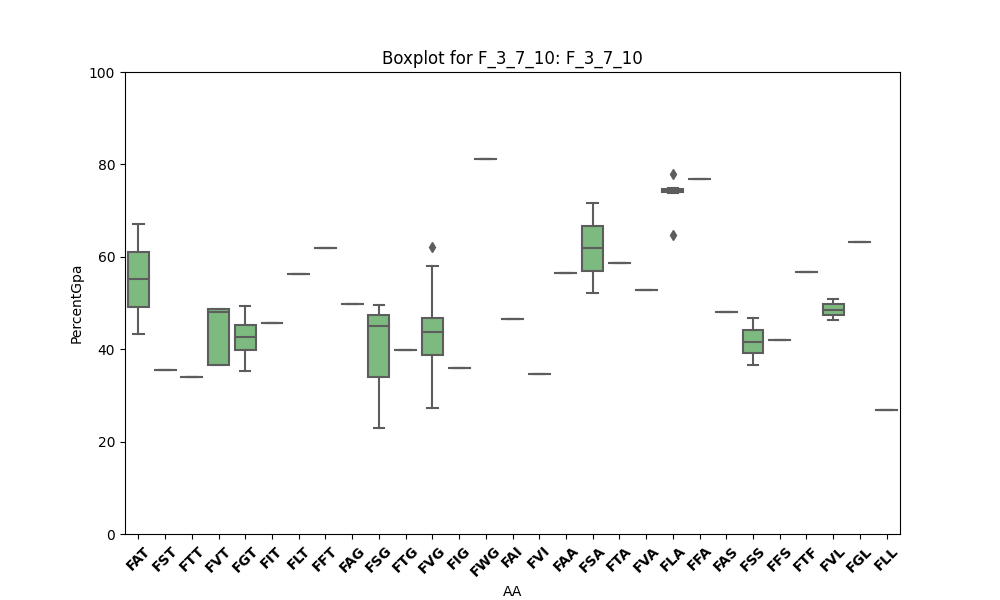 Boxplot for F_3_7_10: F_3_7_10
100
80
60
40
20
0
PercentGpa
FAT FST FTT FVT FGT FIT FLT FFT FAG FSG FTG FVG FIG FWG FAI FVI FAA FSA FTA FVA FLA FFA FAS FSS FFS FTF FVL FGL FLL
AA